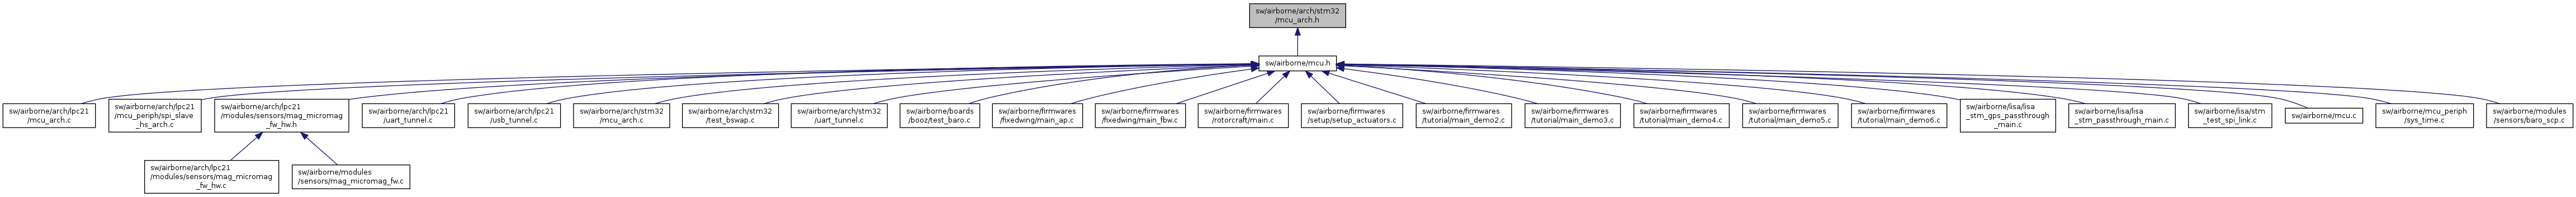 sw/airborne/arch/stm32
/mcu_arch.h
sw/airborne/mcu.h
sw/airborne/arch/lpc21
/mcu_arch.c
sw/airborne/arch/lpc21
/mcu_periph/spi_slave
_hs_arch.c
sw/airborne/arch/lpc21
/modules/sensors/mag_micromag
_fw_hw.h
sw/airborne/arch/lpc21
/uart_tunnel.c
sw/airborne/arch/lpc21
/usb_tunnel.c
sw/airborne/arch/stm32
/mcu_arch.c
sw/airborne/arch/stm32
/test_bswap.c
sw/airborne/arch/stm32
/uart_tunnel.c
sw/airborne/boards
/booz/test_baro.c
sw/airborne/firmwares
/fixedwing/main_ap.c
sw/airborne/firmwares
/fixedwing/main_fbw.c
sw/airborne/firmwares
/rotorcraft/main.c
sw/airborne/firmwares
/setup/setup_actuators.c
sw/airborne/firmwares
/tutorial/main_demo2.c
sw/airborne/firmwares
/tutorial/main_demo3.c
sw/airborne/firmwares
/tutorial/main_demo4.c
sw/airborne/firmwares
/tutorial/main_demo5.c
sw/airborne/firmwares
/tutorial/main_demo6.c
sw/airborne/lisa/lisa
_stm_gps_passthrough
_main.c
sw/airborne/lisa/lisa
_stm_passthrough_main.c
sw/airborne/lisa/stm
_test_spi_link.c
sw/airborne/mcu.c
sw/airborne/mcu_periph
/sys_time.c
sw/airborne/modules
/sensors/baro_scp.c
sw/airborne/arch/lpc21
/modules/sensors/mag_micromag
_fw_hw.c
sw/airborne/modules
/sensors/mag_micromag_fw.c